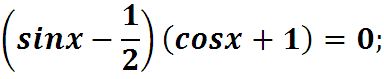 (sinx − 1/2)(cosx + 1) = 0;